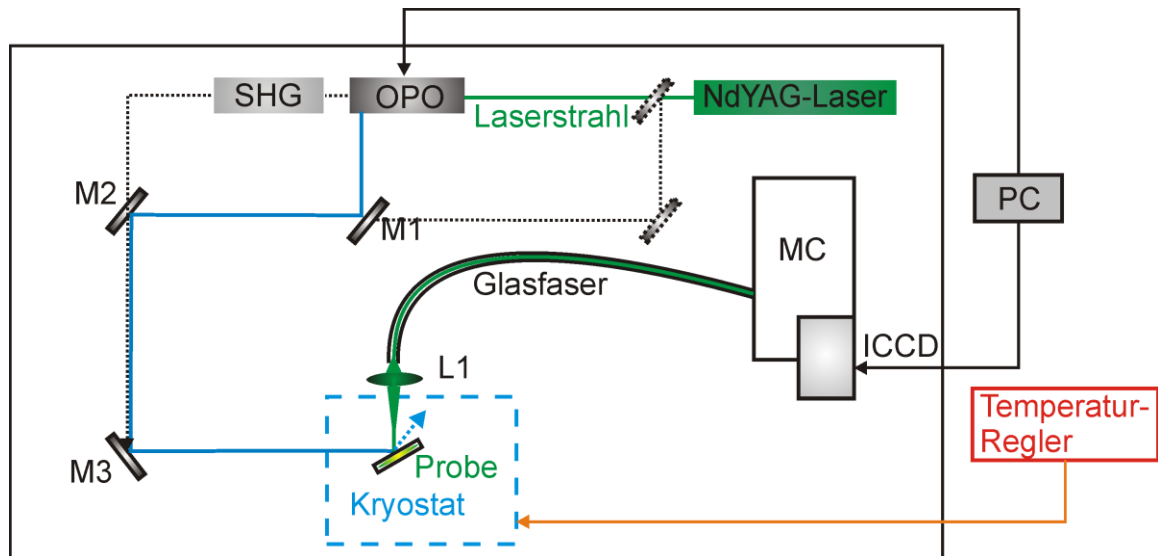 SHG
OPO
NdYAG-Laser
Laserstrahl
M2
M1
MC
PC
Glasfaser
ICCD
L1
Temperatur-
Regler
M3
Probe
Kryostat